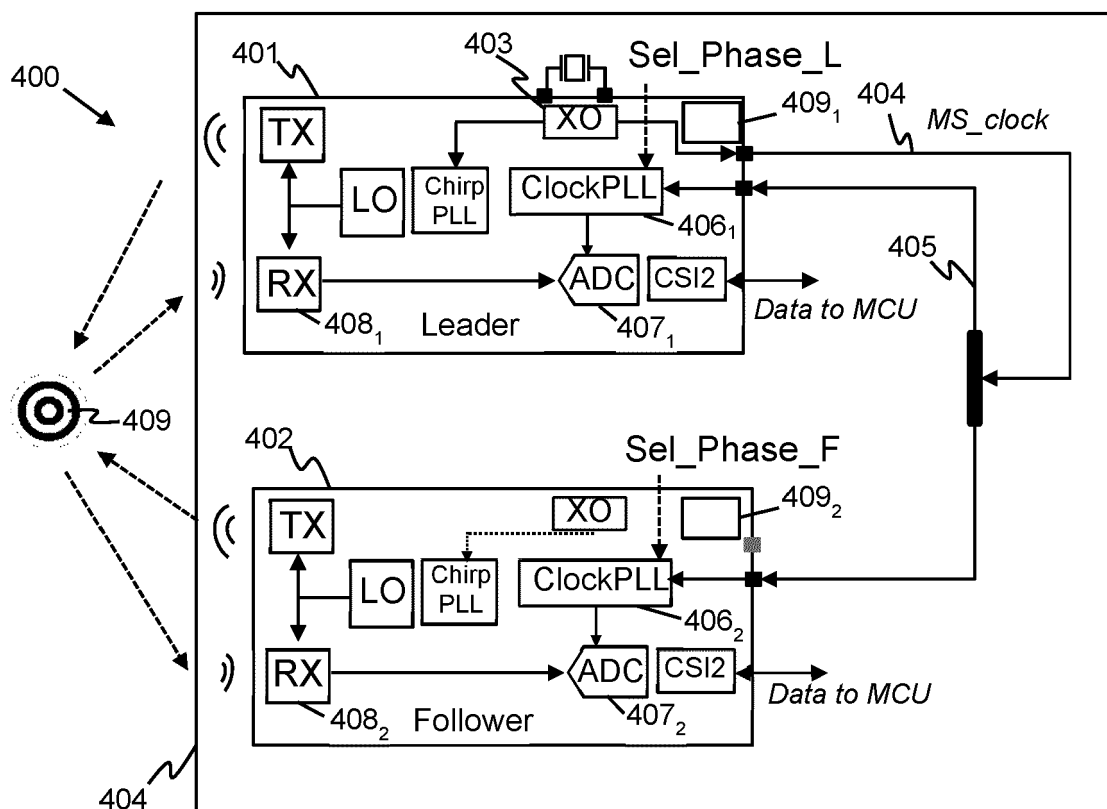 400
401
403
Sel_Phase_L
409₁
404
MS_clock
TX
XO
LO
Chirp
PLL
ClockPLL
406₁
405
RX
ADC
CSI2
408₁
Leader
407₁
Data to MCU
409
402
Sel_Phase_F
TX
XO
409₂
LO
Chirp
PLL
ClockPLL
406₂
RX
ADC
CSI2
408₂
Follower
407₂
Data to MCU
404